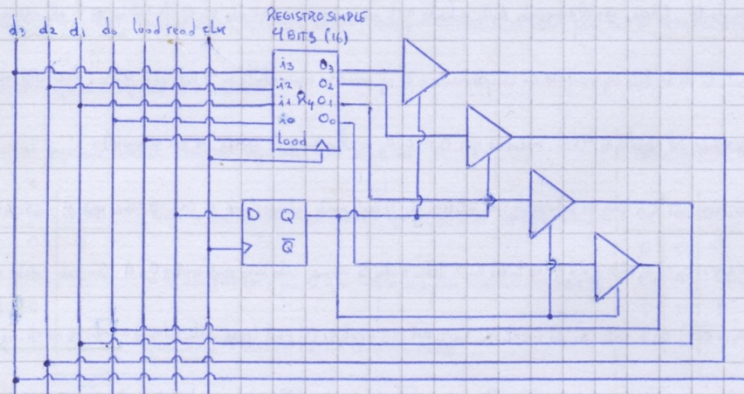 REGISTRO SIMPLE
4 BITS (16)
d3 d2 d1 d0 load read clk
i3 O3
i2 O2
i1 R4 O1
i0 O0
load
D Q
Q̅